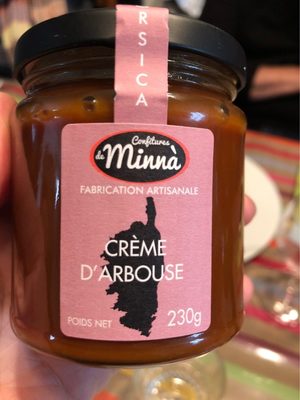 RSICA
Confitures
de Minnà
FABRICATION ARTISANALE
CRÈME
D'ARBOUSE
POIDS NET 230g